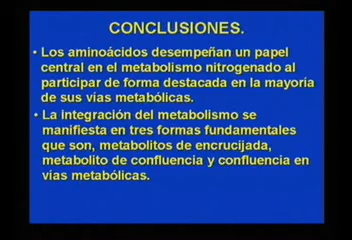 CONCLUSIONES.
• Los aminoácidos desempeñan un papel
central en el metabolismo nitrogenado al
participar de forma destacada en la mayoría
de sus vías metabólicas.
• La integración del metabolismo se
manifiesta en tres formas fundamentales
que son, metabolitos de encrucijada,
metabolito de confluencia y confluencia en
vías metabólicas.